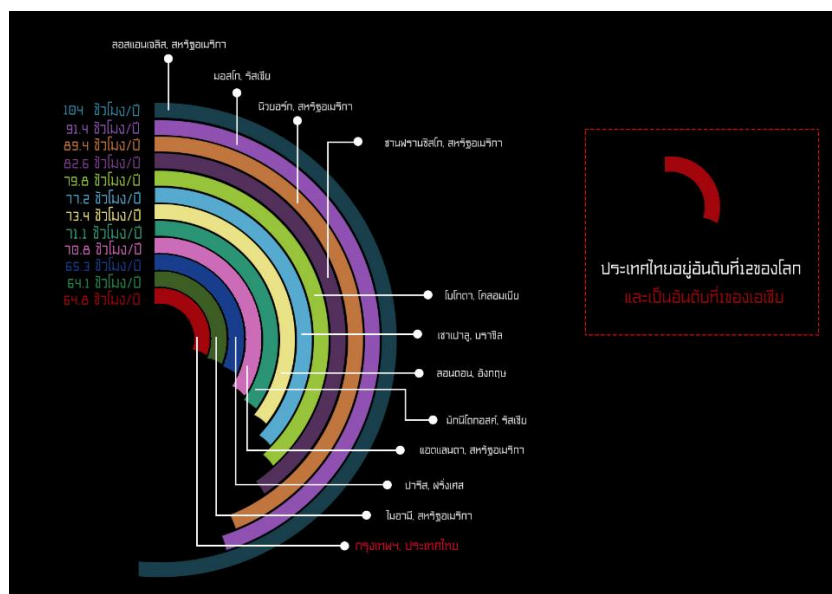 ลอสแอนเจลิส, สหรัฐอเมริกา
มอสโก, รัสเซีย
นิวยอร์ก, สหรัฐอเมริกา
ซานฟรานซิสโก, สหรัฐอเมริกา
104 ชั่วโมง/ปี
91.4 ชั่วโมง/ปี
89.4 ชั่วโมง/ปี
82.6 ชั่วโมง/ปี
79.8 ชั่วโมง/ปี
77.2 ชั่วโมง/ปี
73.4 ชั่วโมง/ปี
71.1 ชั่วโมง/ปี
70.8 ชั่วโมง/ปี
65.3 ชั่วโมง/ปี
64.1 ชั่วโมง/ปี
64.8 ชั่วโมง/ปี
โบโกตา, โคลอมเบีย
เซาเปาลู, บราซิล
ลอนดอน, อังกฤษ
มักนีโตกอสค์, รัสเซีย
แอตแลนตา, สหรัฐอเมริกา
ปารีส, ฝรั่งเศส
ไมอามี, สหรัฐอเมริกา
กรุงเทพฯ, ประเทศไทย
ประเทศไทยอยู่อันดับที่12ของโลก
และเป็นอันดับที่1ของเอเชีย